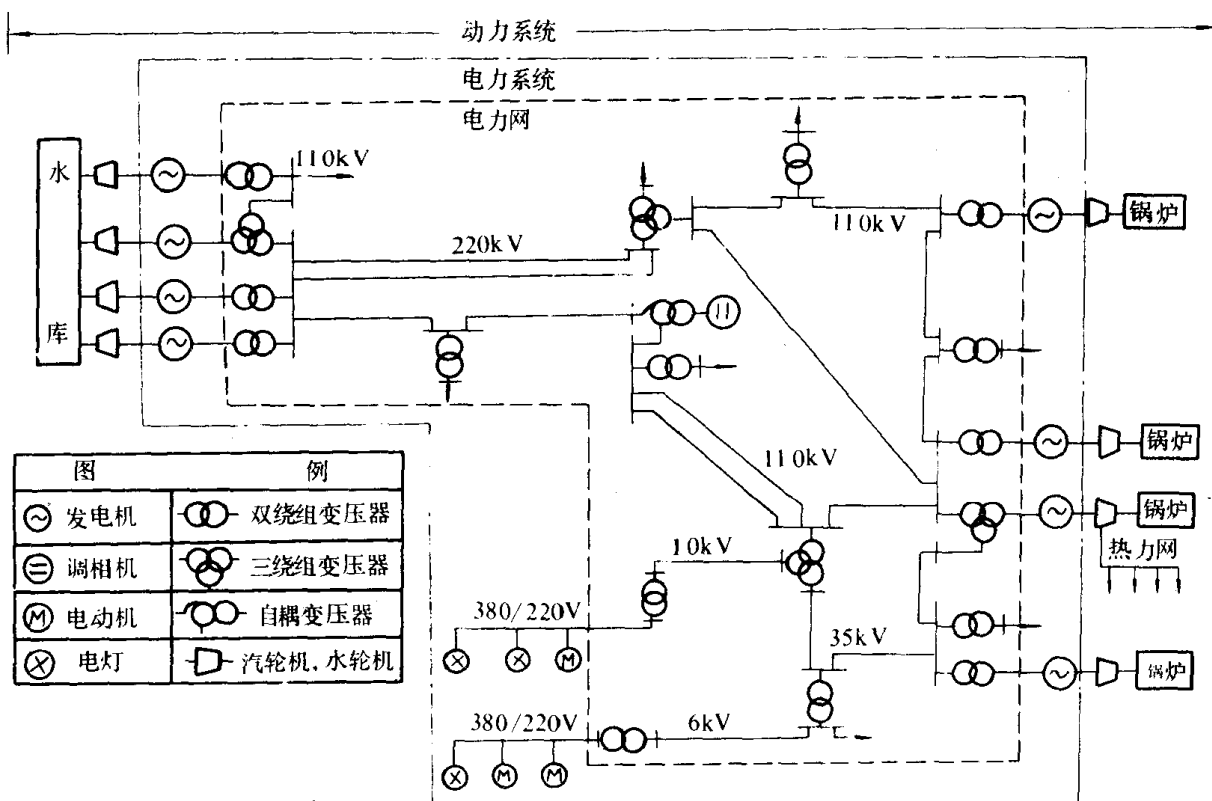 动力系统
电力系统
电力网
水
库
110kV
220kV
110kV
锅炉
锅炉
110kV
锅炉
热力网
10kV
380/220V
35kV
锅炉
380/220V
6kV
图 例
发电机 双绕组变压器
调相机 三绕组变压器
M 电动机 自耦变压器
电灯 汽轮机,水轮机
M
M
M